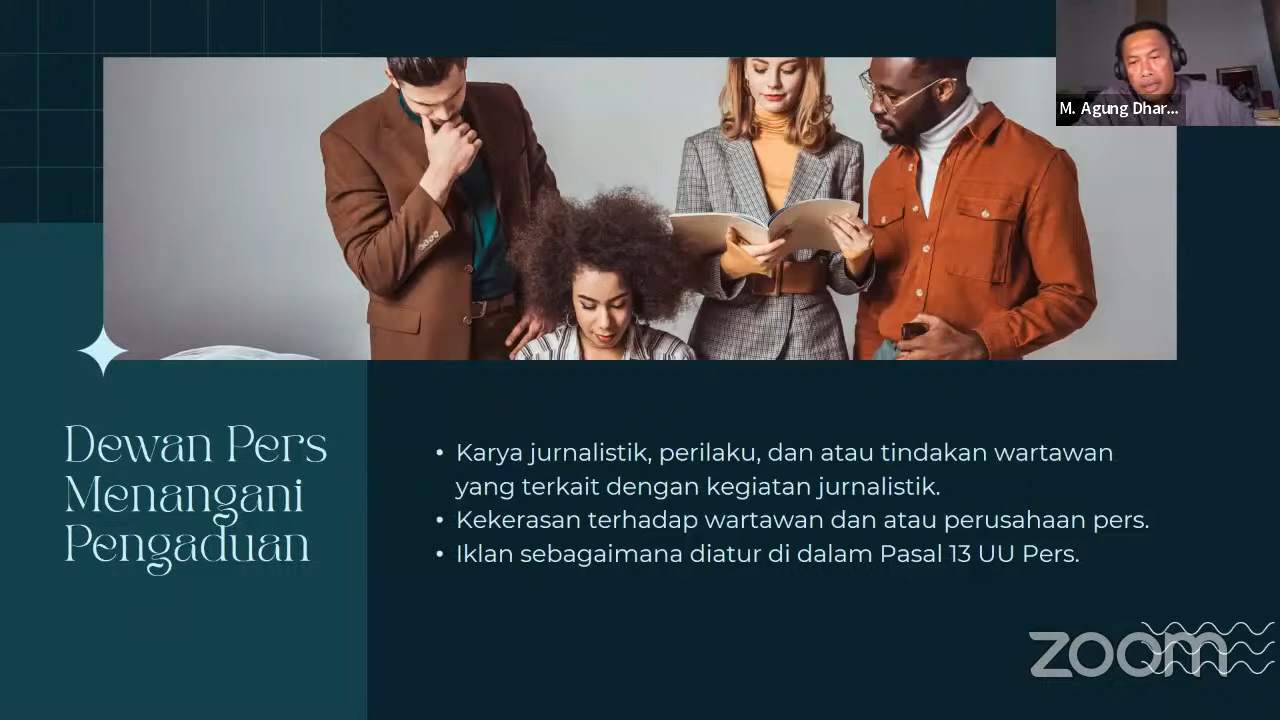 M. Agung Dhar...
Dewan Pers
Menangani
Pengaduan
• Karya jurnalistik, perilaku, dan atau tindakan wartawan
yang terkait dengan kegiatan jurnalistik.
• Kekerasan terhadap wartawan dan atau perusahaan pers.
• Iklan sebagaimana diatur di dalam Pasal 13 UU Pers.
zoom